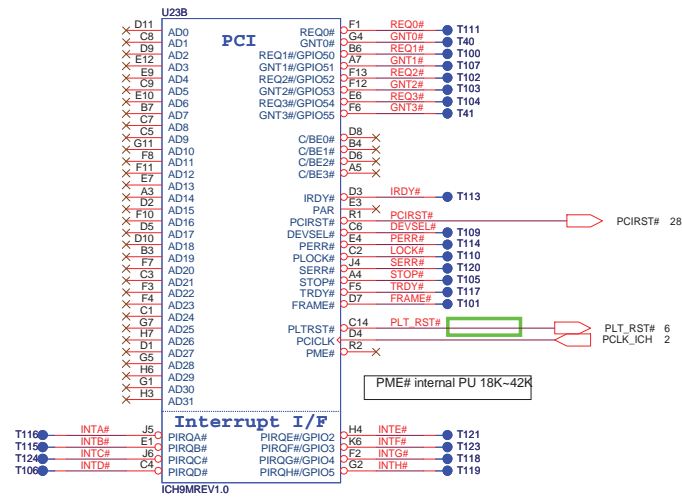 U23B
PCI
D11 AD0
C8 AD1
D9 AD2
E12 AD3
E9 AD4
C9 AD5
E10 AD6
B7 AD7
C7 AD8
C5 AD9
G11 AD10
F8 AD11
F11 AD12
E7 AD13
A3 AD14
D2 AD15
F10 AD16
D5 AD17
D10 AD18
B3 AD19
F7 AD20
C3 AD21
F3 AD22
F4 AD23
C1 AD24
G7 AD25
H7 AD26
D1 AD27
G5 AD28
H6 AD29
G1 AD30
H3 AD31
REQ0# F1 REQ0# T111
GNT0# G4 GNT0# T40
REQ1#/GPIO50 B6 REQ1# T100
GNT1#/GPIO51 A7 GNT1# T107
REQ2#/GPIO52 F13 REQ2# T102
GNT2#/GPIO53 F12 GNT2# T103
REQ3#/GPIO54 E6 REQ3# T104
GNT3#/GPIO55 F6 GNT3# T41
C/BE0# D8
C/BE1# B4
C/BE2# D6
C/BE3# A5
IRDY# D3 IRDY# T113
PAR E3
PCIRST# R1 PCIRST# PCIRST# 28
DEVSEL# C6 DEVSEL# T109
PERR# E4 PERR# T114
PLOCK# C2 LOCK# T110
SERR# J4 SERR# T120
STOP# A4 STOP# T105
TRDY# F5 TRDY# T117
FRAME# D7 FRAME# T101
PLTRST# C14 PLT_RST# PLT_RST# 6
PCICLK D4 PCLK_ICH 2
PME# R2
PME# internal PU 18K~42K
Interrupt I/F
T116 INTA# J5 PIRQA#
T115 INTB# E1 PIRQB#
T124 INTC# J6 PIRQC#
T106 INTD# C4 PIRQD#
PIRQE#/GPIO2 H4 INTE# T121
PIRQF#/GPIO3 K6 INTF# T123
PIRQG#/GPIO4 F2 INTG# T118
PIRQH#/GPIO5 G2 INTH# T119
ICH9MREV1.0